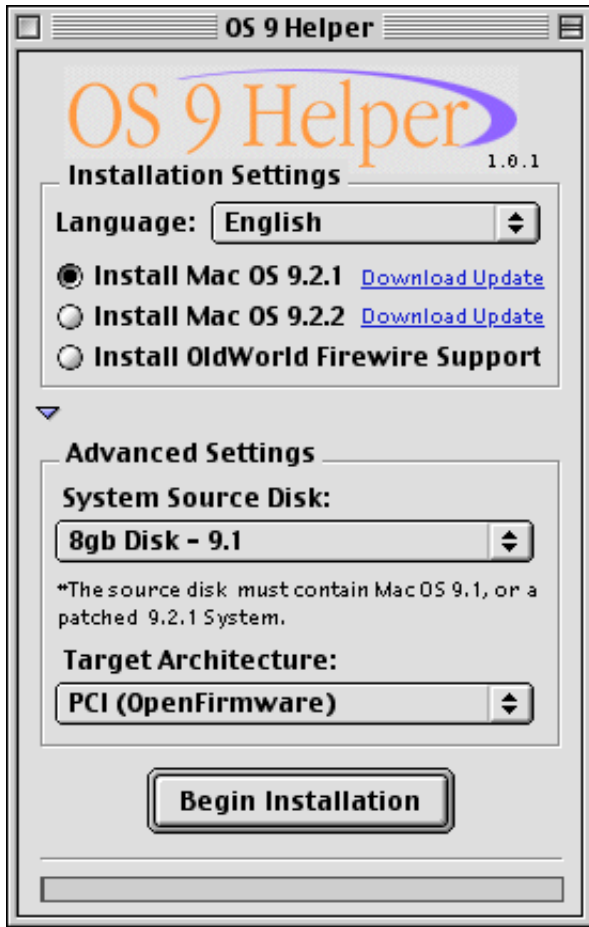 OS 9 Helper
OS 9 Helper
1.0.1
Installation Settings
Language: English
Install Mac OS 9.2.1 Download Update
Install Mac OS 9.2.2 Download Update
Install OldWorld Firewire Support
Advanced Settings
System Source Disk:
8gb Disk - 9.1
*The source disk must contain Mac OS 9.1, or a
patched 9.2.1 System.
Target Architecture:
PCI (OpenFirmware)
Begin Installation